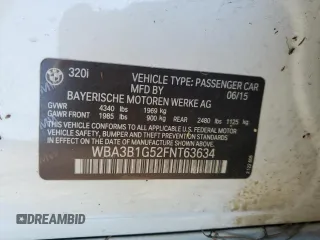 320i
VEHICLE TYPE: PASSENGER CAR
MFD BY 06/15
BAYERISCHE MOTOREN WERKE AG
GVWR 4340 lbs 1969 kg
GAWR FRONT 1985 lbs 900 kg REAR 2480 lbs 1125 kg
THIS VEHICLE CONFORMS TO ALL APPLICABLE
FEDERAL MOTOR VEHICLE SAFETY, BUMPER,
AND THEFT PREVENTION STANDARDS IN EFFECT
ON THE DATE OF MANUFACTURE SHOWN ABOVE
WBA3B1G52FNT63634
DEALERSHIP.CC